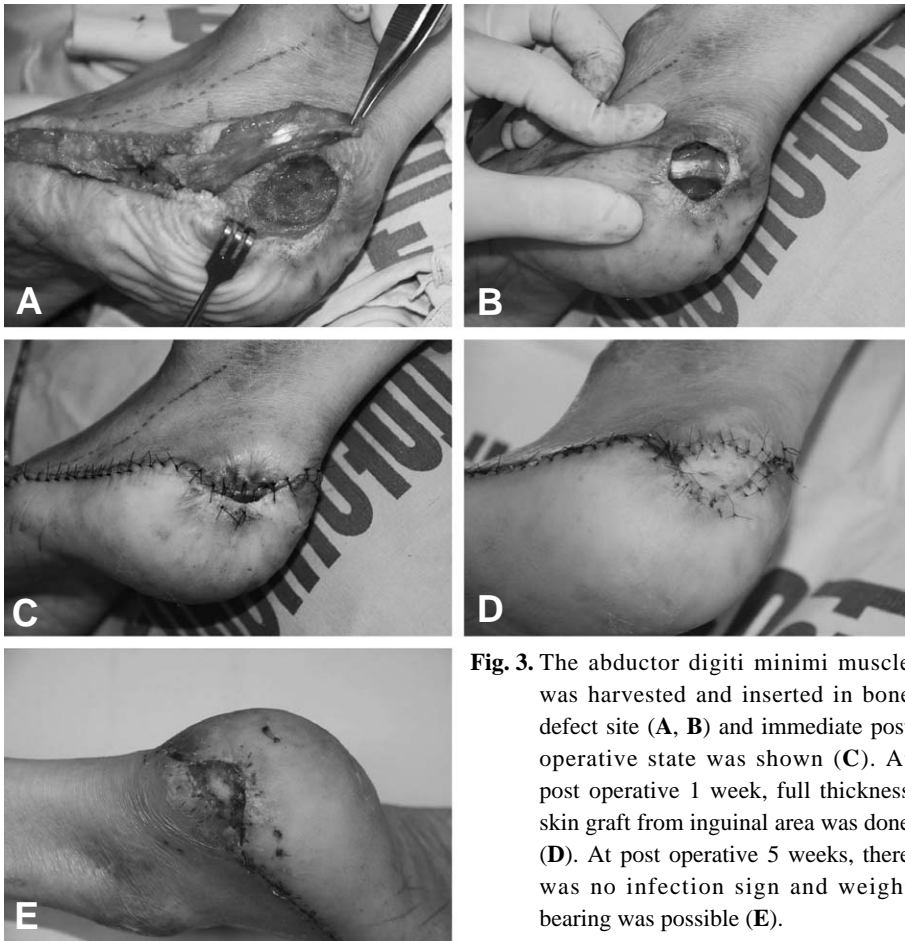 A
B
C
D
E
Fig. 3. The abductor digiti minimi muscle
was harvested and inserted in bone
defect site (A, B) and immediate post
operative state was shown (C). A
post operative 1 week, full thickness
skin graft from inguinal area was done
(D). At post operative 5 weeks, there
was no infection sign and weigh
bearing was possible (E).